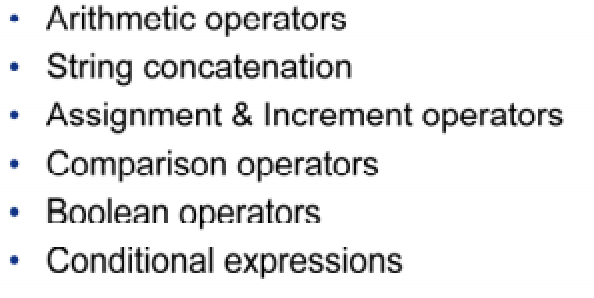 • Arithmetic operators
• String concatenation
• Assignment & Increment operators
• Comparison operators
• Boolean operators
• Conditional expressions